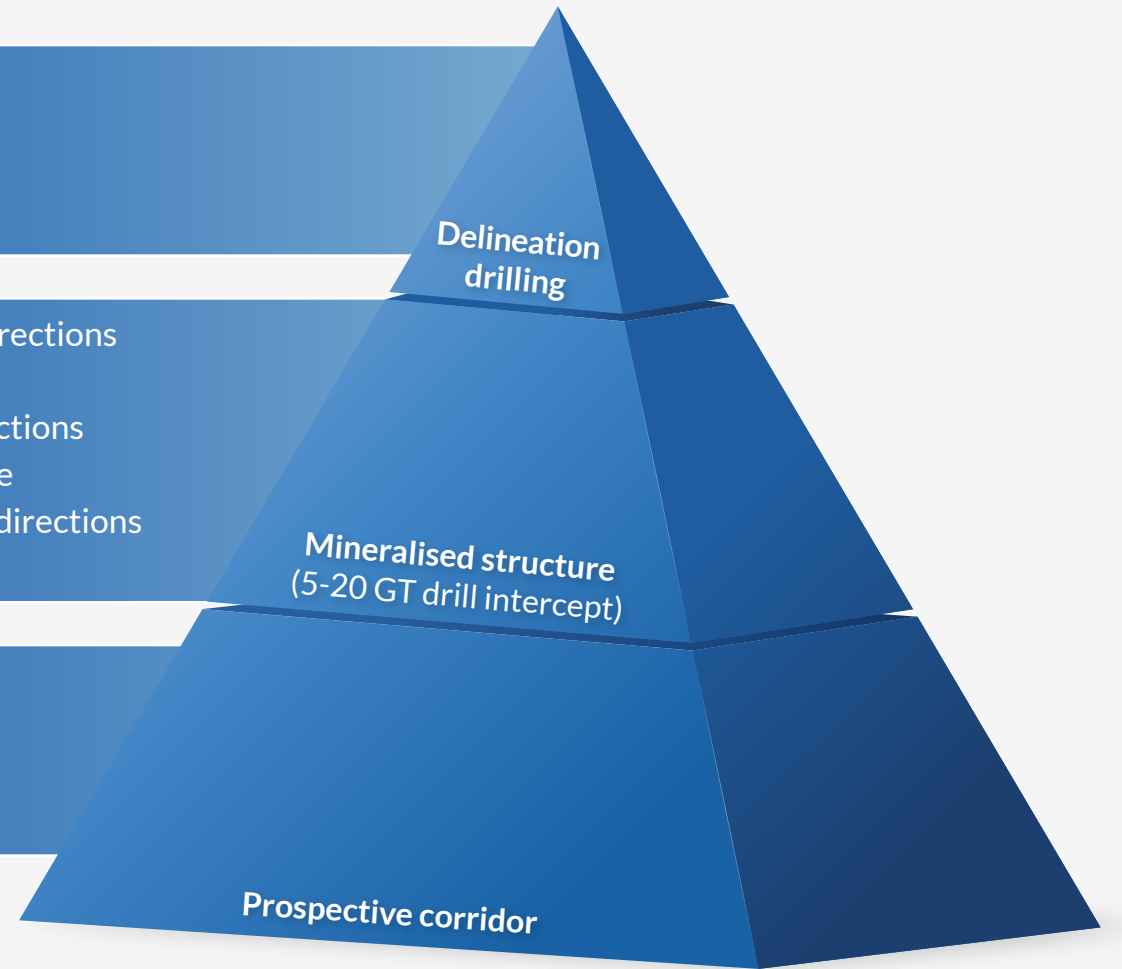 Delineation
drilling
rections
ctions
e
directions
Mineralised structure
(5-20 GT drill intercept)
Prospective corridor